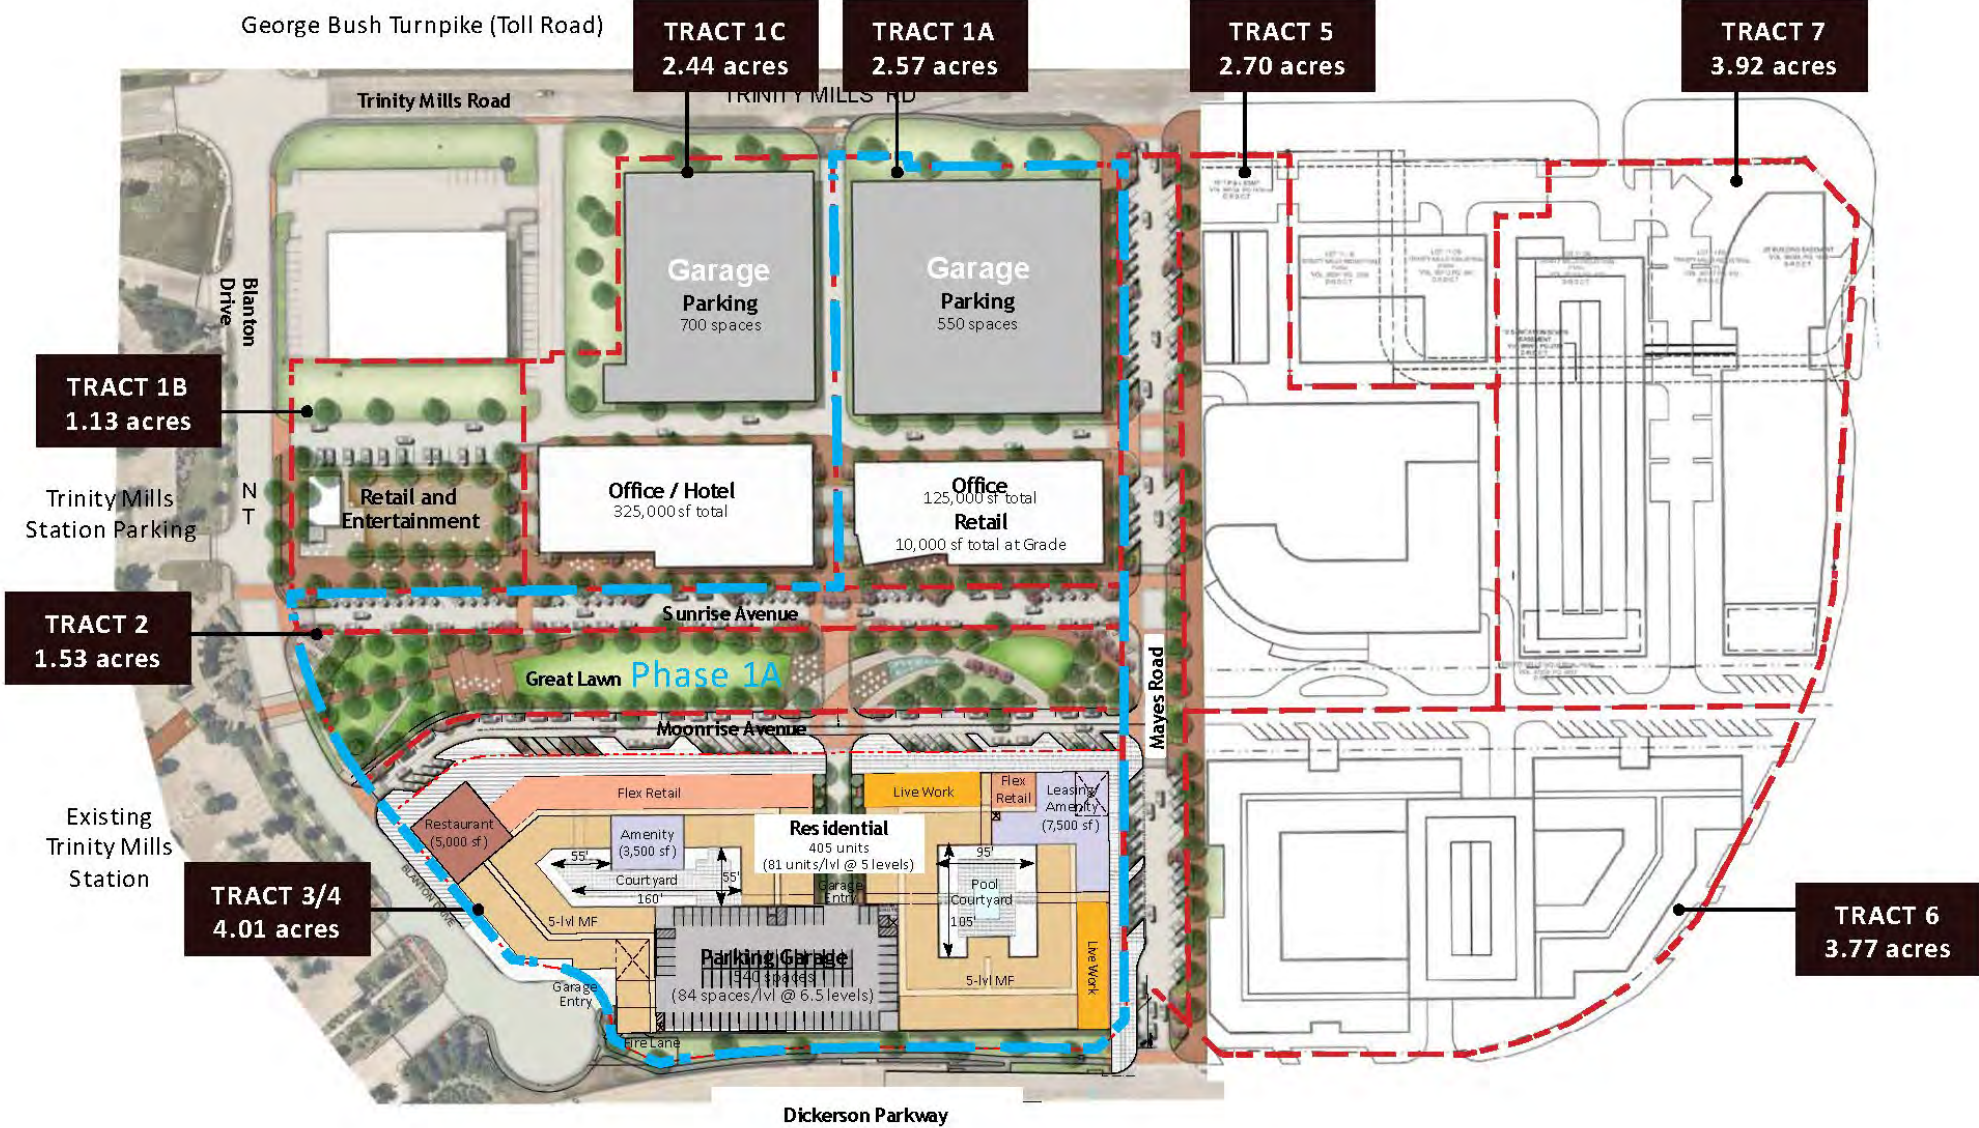 George Bush Turnpike (Toll Road)
TRACT 1C
2.44 acres
TRACT 1A
2.57 acres
TRACT 5
2.70 acres
TRACT 7
3.92 acres
Trinity Mills Road
TRINITY MILLS RD
Blanton
Drive
Garage
Parking
700 spaces
Garage
Parking
550 spaces
TRACT 1B
1.13 acres
Trinity Mills
Station Parking
N
T
Retail and
Entertainment
Office / Hotel
325,000 sf total
Office
125,000 sf total
Retail
10,000 sf total at Grade
TRACT 2
1.53 acres
Sunrise Avenue
Great Lawn
Phase 1A
Moonrise Avenue
Mayes Road
Existing
Trinity Mills
Station
TRACT 3/4
4.01 acres
BLANTON DRIVE
Restaurant
(5,000 sf)
Flex Retail
Live Work
Flex
Retail
Leasing
Amenity
(7,500 sf)
Amenity
(3,500 sf)
Residential
405 units
(81 units/lvl @ 5 levels)
55'
Courtyard
55'
160'
Garage
Entry
95'
Pool
Courtyard
105'
5-lvl MF
5-lvl MF
Live Work
Parking Garage
540 spaces
(84 spaces/lvl @ 6.5 levels)
Garage
Entry
Fire Lane
TRACT 6
3.77 acres
Dickerson Parkway